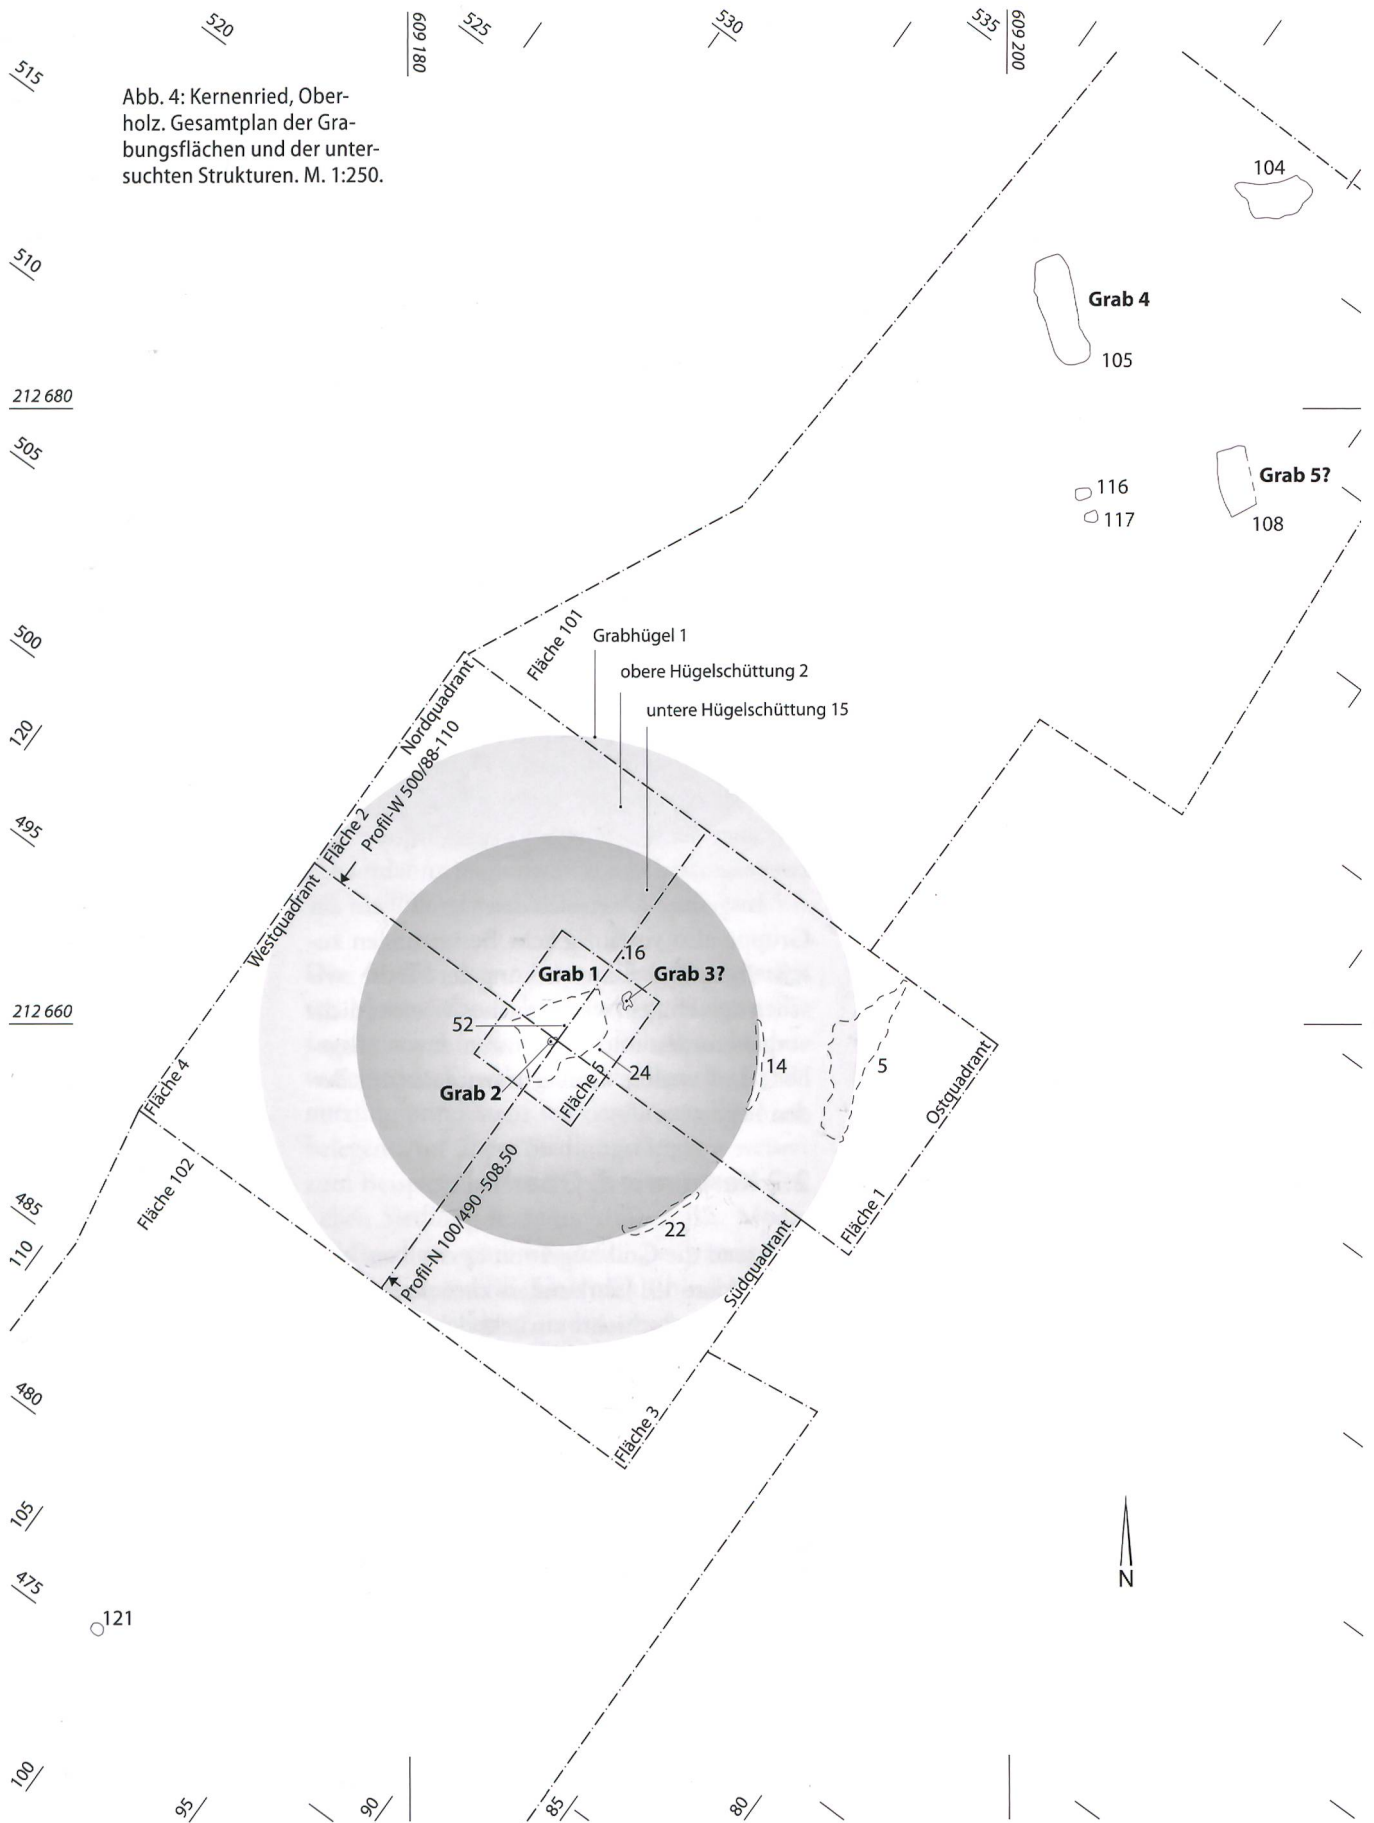 520
609 180
525
530
535
609 200
515
Abb. 4: Kernenried, Ober-
holz. Gesamtplan der Gra-
bungsflächen und der unter-
suchten Strukturen. M. 1:250.
104
510
Grab 4
105
212 680
505
Grab 5?
116
117
108
500
Fläche 101
Grabhügel 1
obere Hügelschüttung 2
untere Hügelschüttung 15
120
Nordquadrant
Profil-W 500/88-110
Fläche 2
495
Westquadrant
16
Grab 1
Grab 3?
212 660
52
14
5
24
Grab 2
Fläche 5
Fläche 4
Ostquadrant
Fläche 102
Profil-N 100/490 -508.50
485
110
22
Fläche 1
Südquadrant
480
Fläche 3
105
N
475
121
100
95
90
85
80